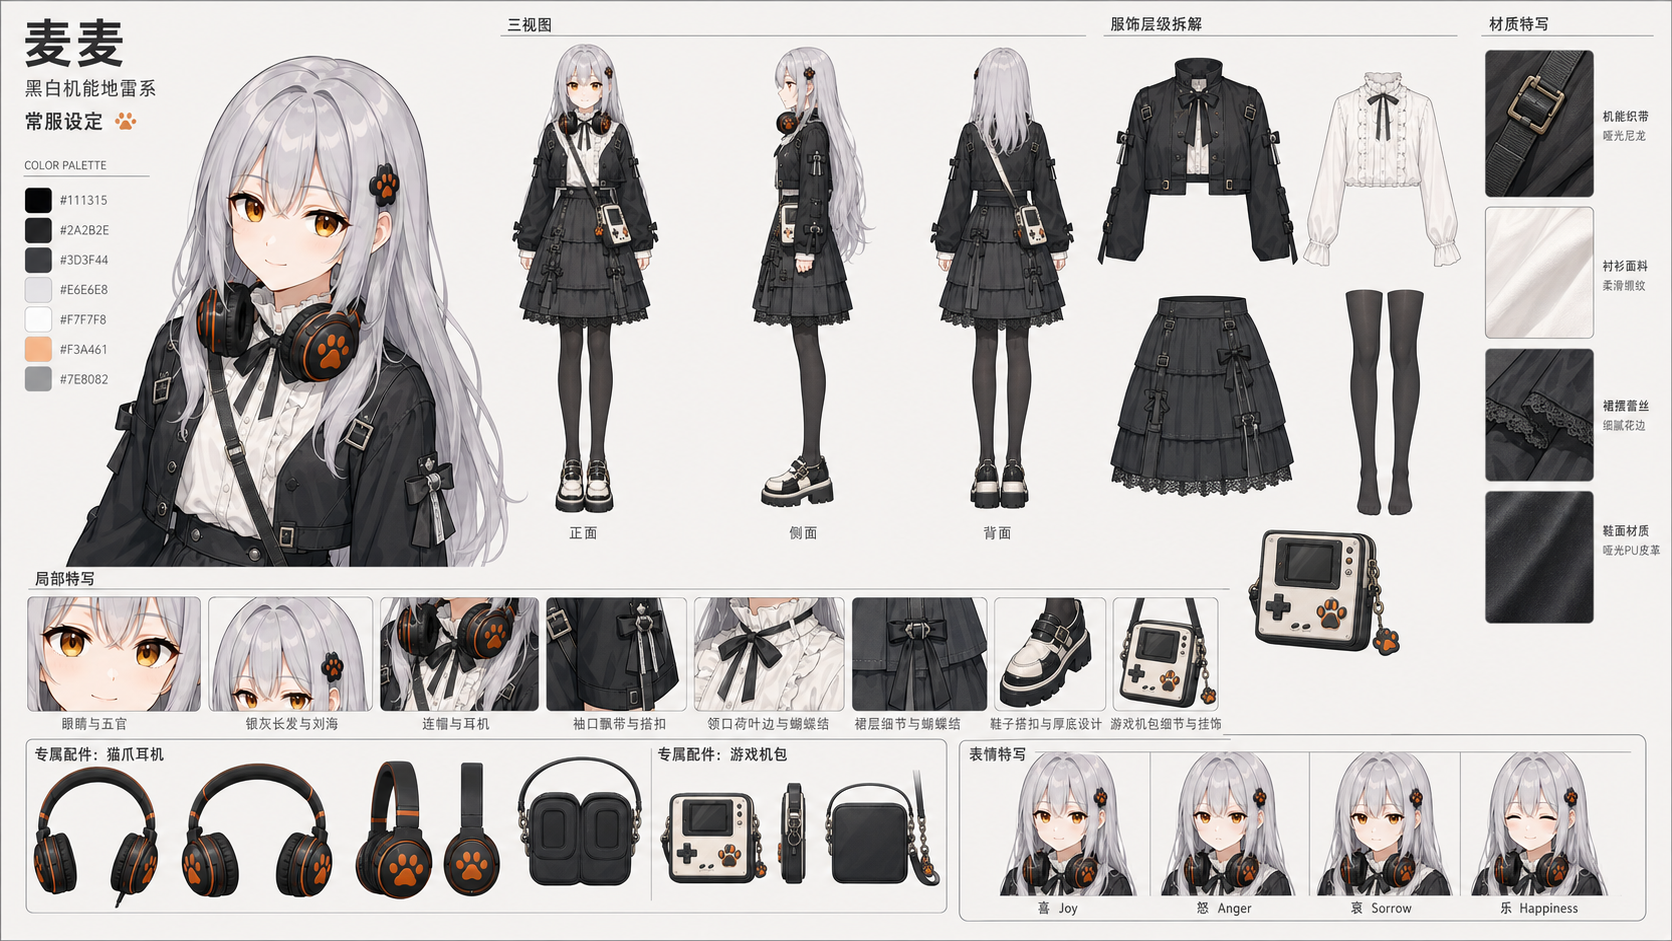 麦麦
黑白机能地雷系
常服设定
COLOR PALETTE
#111315
#2A2B2E
#3D3F44
#E6E6E8
#F7F7F8
#F3A461
#7E8082
三视图
正面
侧面
背面
服饰层级拆解
材质特写
机能织带
哑光尼龙
衬衫面料
柔滑缎纹
裙摆蕾丝
细腻花边
鞋面材质
哑光PU皮革
局部特写
眼睛与五官
银灰长发与刘海
连帽与耳机
袖口飘带与搭扣
领口荷叶边与蝴蝶结
裙层细节与蝴蝶结
鞋子搭扣与厚底设计
游戏机包细节与挂饰
专属配件：猫爪耳机
专属配件：游戏机包
表情特写
喜 Joy
怒 Anger
哀 Sorrow
乐 Happiness